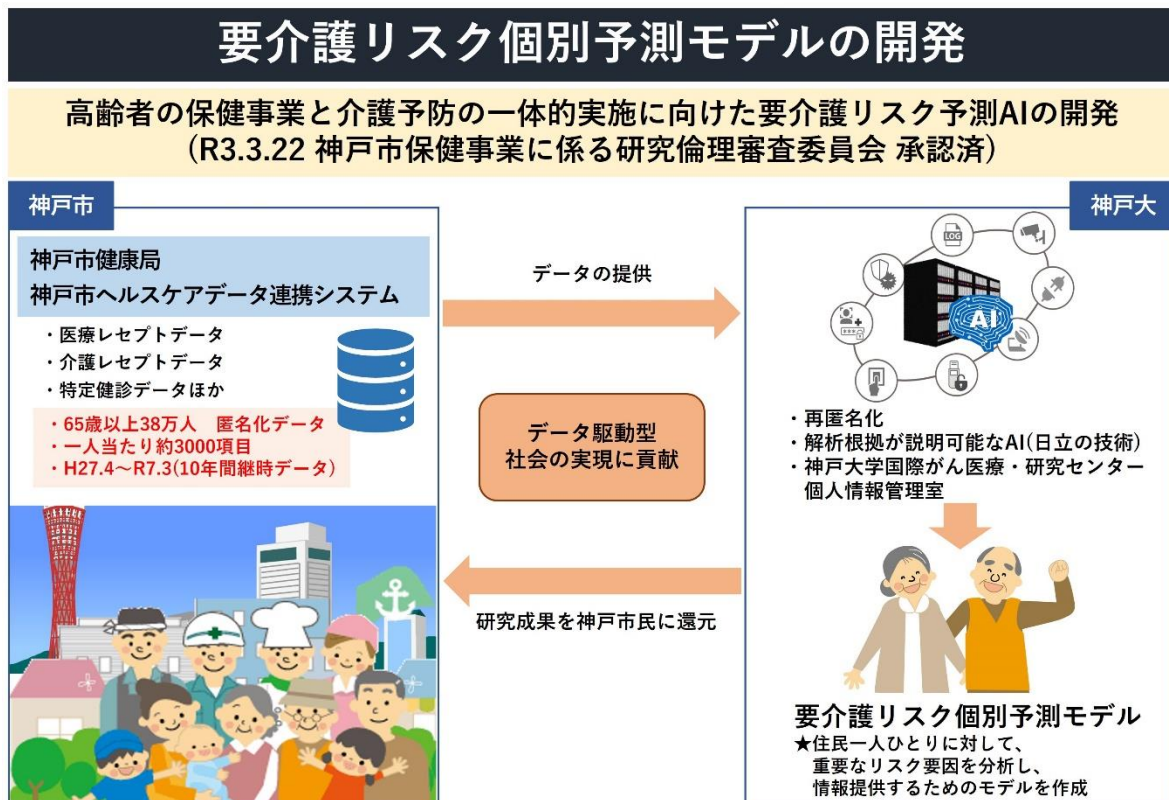 要介護リスク個別予測モデルの開発
高齢者の保健事業と介護予防の一体的実施に向けた要介護リスク予測AIの開発
(R3.3.22 神戸市保健事業に係る研究倫理審査委員会 承認済)
神戸市
神戸市健康局
神戸市ヘルスケアデータ連携システム
・医療レセプトデータ
・介護レセプトデータ
・特定健診データほか
・65歳以上38万人　匿名化データ
・一人当たり約3000項目
・H27.4～R7.3(10年間継時データ)
データの提供
データ駆動型
社会の実現に貢献
研究成果を神戸市民に還元
神戸大
LOG
AI
・再匿名化
・解析根拠が説明可能なAI(日立の技術)
・神戸大学国際がん医療・研究センター
個人情報管理室
要介護リスク個別予測モデル
★住民一人ひとりに対して、
重要なリスク要因を分析し、
情報提供するためのモデルを作成